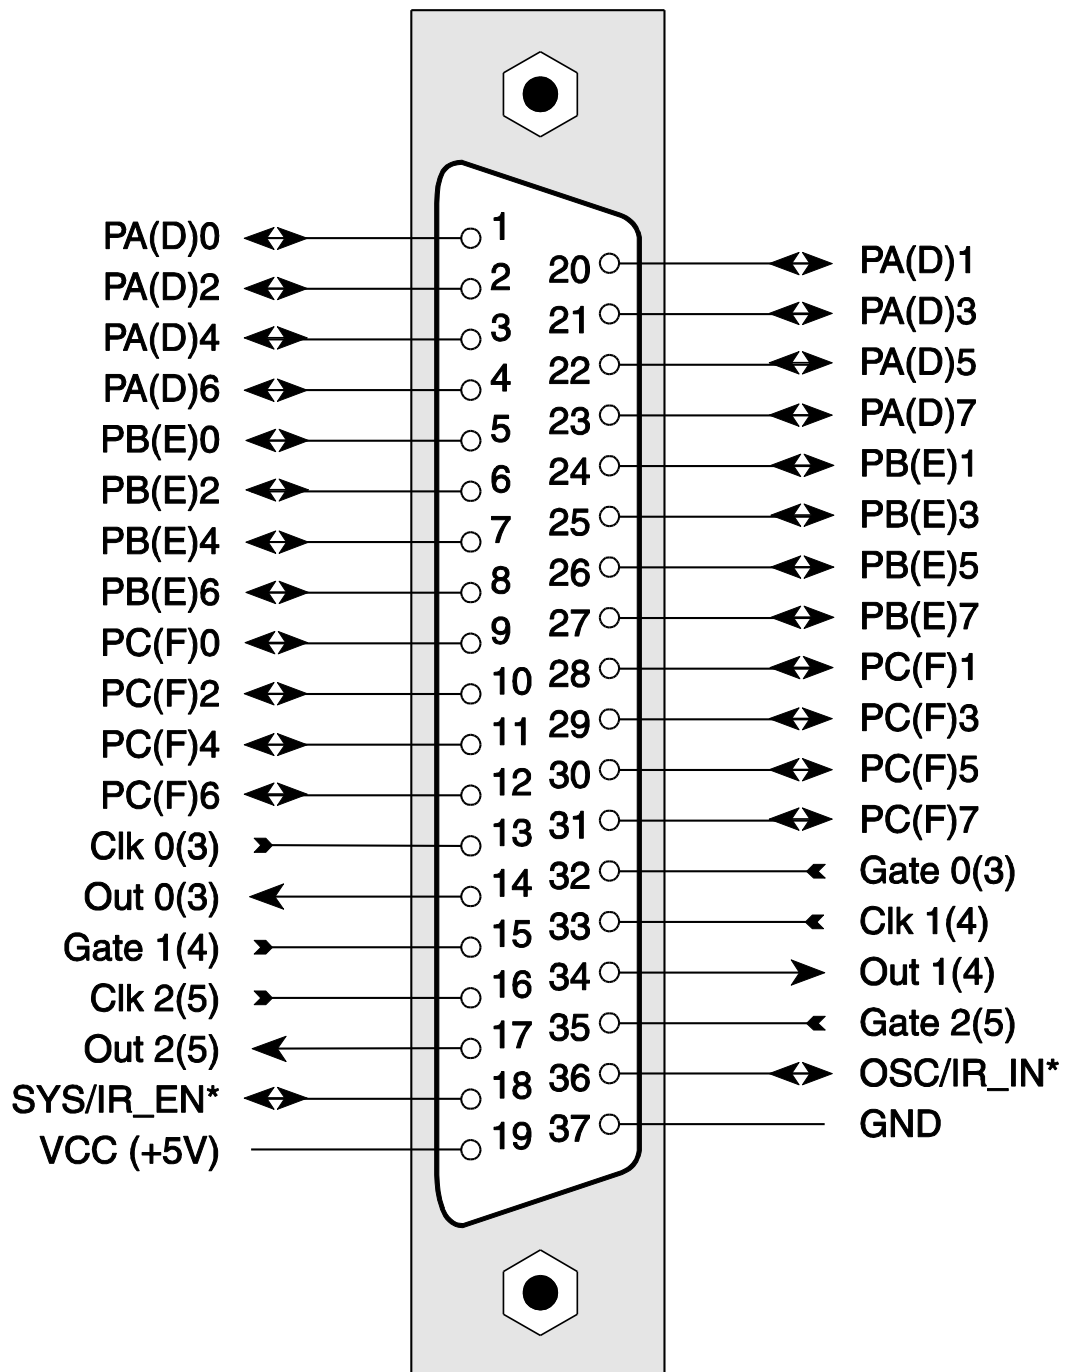 PA(D)0 1
20 PA(D)1
PA(D)2 2
21 PA(D)3
PA(D)4 3
22 PA(D)5
PA(D)6 4
23 PA(D)7
PB(E)0 5
24 PB(E)1
PB(E)2 6
25 PB(E)3
PB(E)4 7
26 PB(E)5
PB(E)6 8
27 PB(E)7
PC(F)0 9
28 PC(F)1
PC(F)2 10
29 PC(F)3
PC(F)4 11
30 PC(F)5
PC(F)6 12
31 PC(F)7
Clk 0(3) 13
32 Gate 0(3)
Out 0(3) 14
33 Clk 1(4)
Gate 1(4) 15
34 Out 1(4)
Clk 2(5) 16
35 Gate 2(5)
Out 2(5) 17
36 OSC/IR_IN*
SYS/IR_EN* 18
37 GND
VCC (+5V) 19